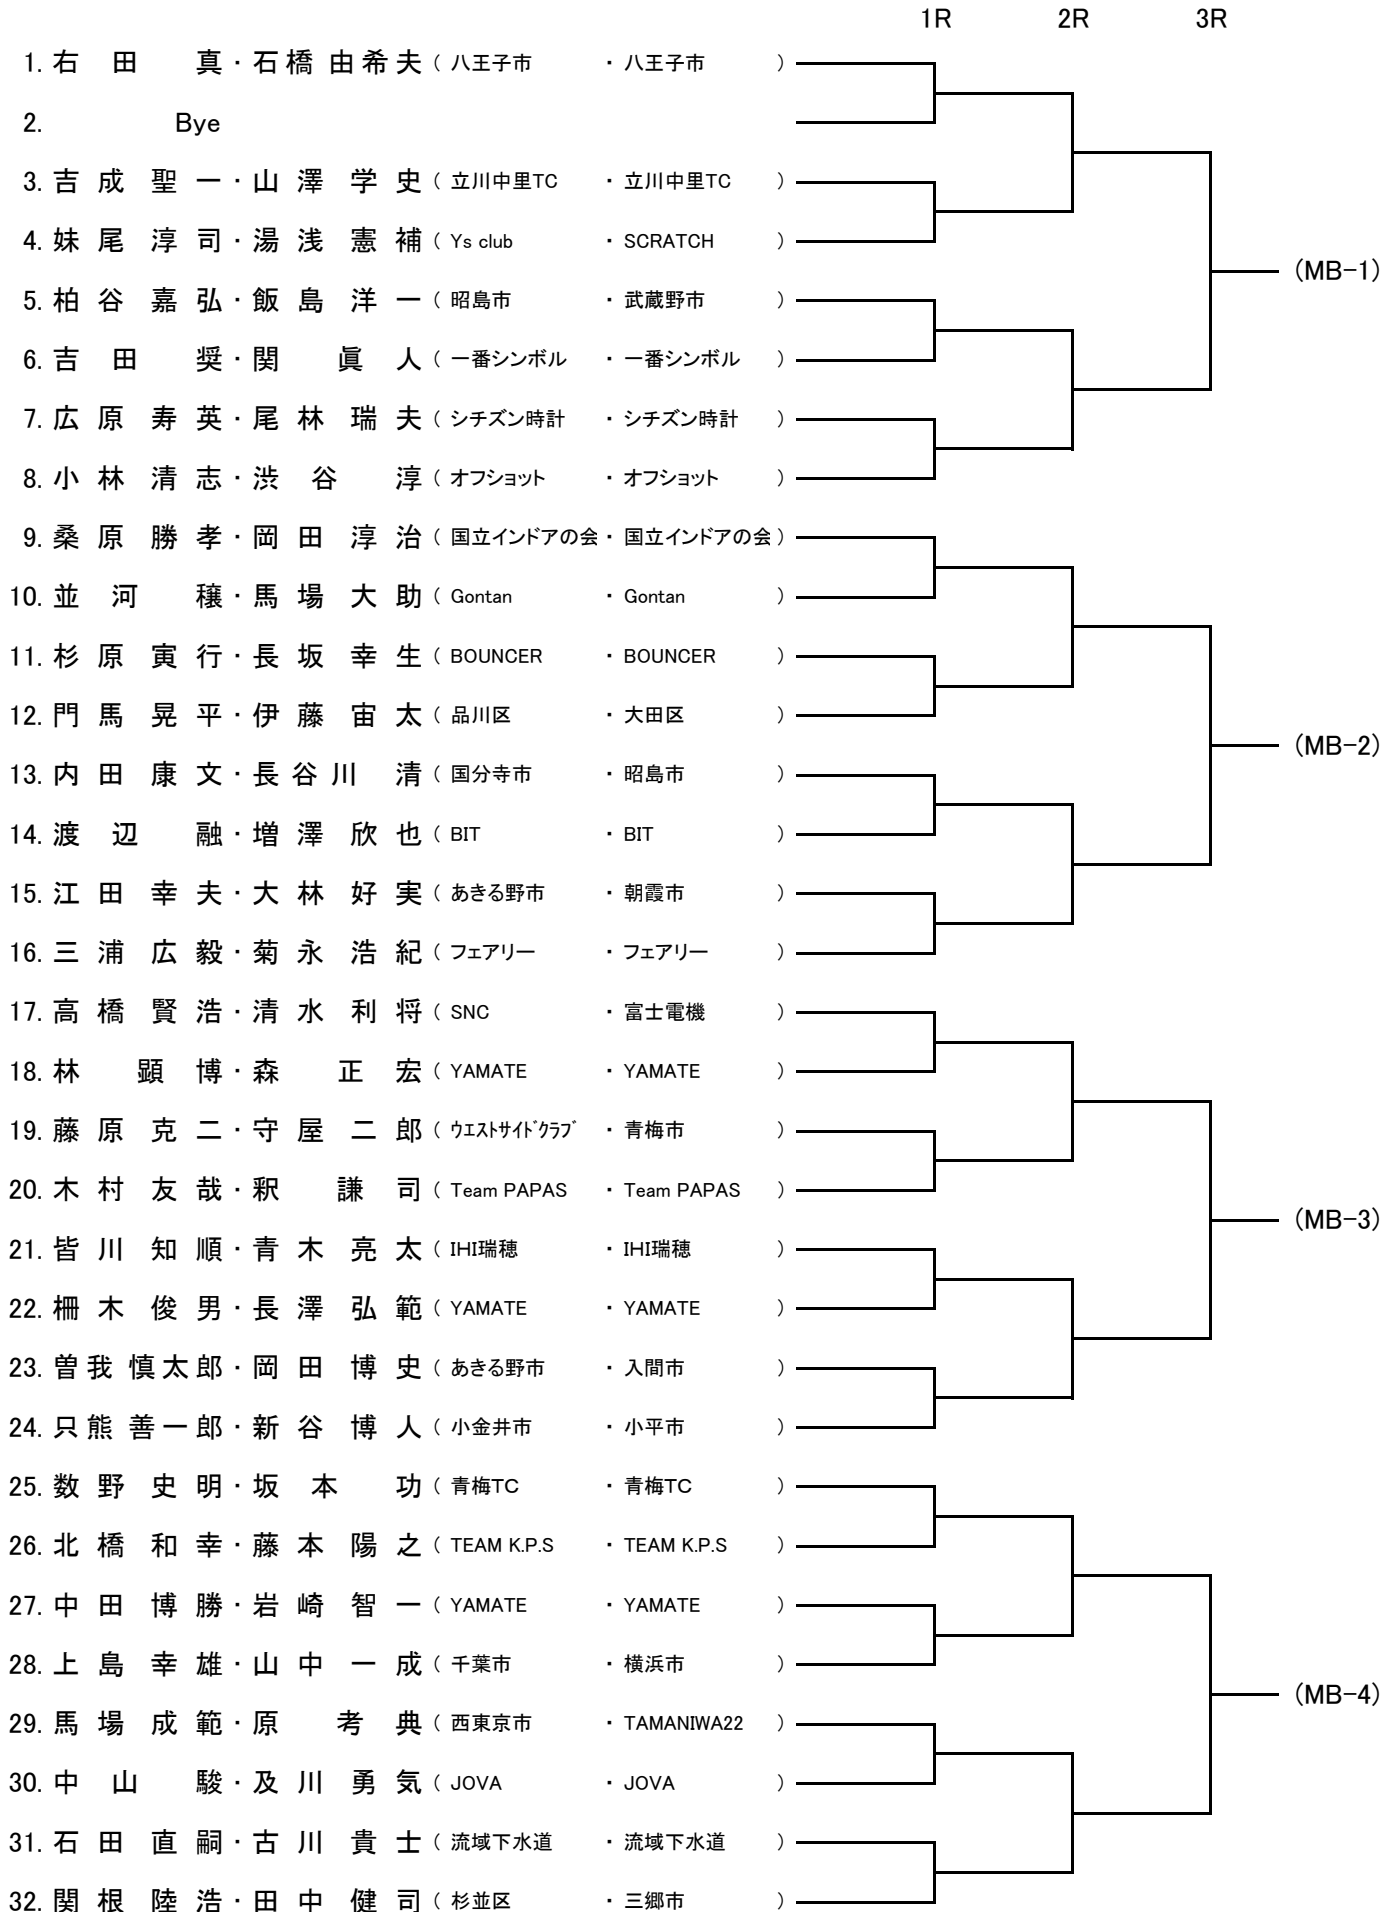 1R 2R 3R
1. 右田 真・石橋 由希夫 ( 八王子市 ・ 八王子市 )
2. Bye
3. 吉成 聖一・山澤 学史 ( 立川中里TC ・ 立川中里TC )
4. 妹尾 淳司・湯浅 憲補 ( Ys club ・ SCRATCH )
(MB-1)
5. 柏谷 嘉弘・飯島 洋一 ( 昭島市 ・ 武蔵野市 )
6. 吉田 奨・関 眞人 ( 一番シンボル ・ 一番シンボル )
7. 広原 寿英・尾林 瑞夫 ( シチズン時計 ・ シチズン時計 )
8. 小林 清志・渋谷 淳 ( オフショット ・ オフショット )
9. 桑原 勝孝・岡田 淳治 ( 国立インドアの会 ・ 国立インドアの会 )
10. 並河 穣・馬場 大助 ( Gontan ・ Gontan )
11. 杉原 寅行・長坂 幸生 ( BOUNCER ・ BOUNCER )
12. 門馬 晃平・伊藤 宙太 ( 品川区 ・ 大田区 )
(MB-2)
13. 内田 康文・長谷川 清 ( 国分寺市 ・ 昭島市 )
14. 渡辺 融・増澤 欣也 ( BIT ・ BIT )
15. 江田 幸夫・大林 好実 ( あきる野市 ・ 朝霞市 )
16. 三浦 広毅・菊永 浩紀 ( フェアリー ・ フェアリー )
17. 高橋 賢浩・清水 利将 ( SNC ・ 富士電機 )
18. 林 顕博・森 正宏 ( YAMATE ・ YAMATE )
19. 藤原 克二・守屋 二郎 ( ｳｴｽﾄｻｲﾄﾞｸﾗﾌﾞ ・ 青梅市 )
20. 木村 友哉・釈 謙司 ( Team PAPAS ・ Team PAPAS )
(MB-3)
21. 皆川 知順・青木 亮太 ( IHI瑞穂 ・ IHI瑞穂 )
22. 柵木 俊男・長澤 弘範 ( YAMATE ・ YAMATE )
23. 曽我 慎太郎・岡田 博史 ( あきる野市 ・ 入間市 )
24. 只熊 善一郎・新谷 博人 ( 小金井市 ・ 小平市 )
25. 数野 史明・坂本 功 ( 青梅TC ・ 青梅TC )
26. 北橋 和幸・藤本 陽之 ( TEAM K.P.S ・ TEAM K.P.S )
27. 中田 博勝・岩崎 智一 ( YAMATE ・ YAMATE )
28. 上島 幸雄・山中 一成 ( 千葉市 ・ 横浜市 )
(MB-4)
29. 馬場 成範・原 考典 ( 西東京市 ・ TAMANIWA22 )
30. 中山 駿・及川 勇気 ( JOVA ・ JOVA )
31. 石田 直嗣・古川 貴士 ( 流域下水道 ・ 流域下水道 )
32. 関根 陸浩・田中 健司 ( 杉並区 ・ 三郷市 )